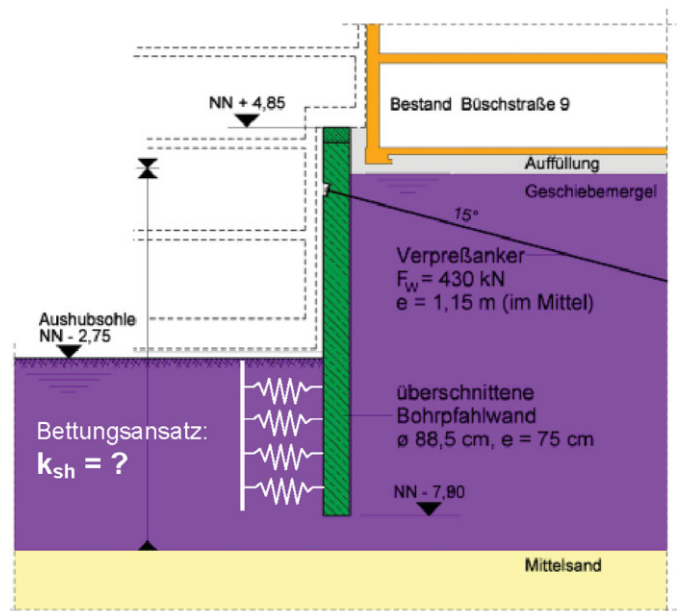 NN + 4,85
Bestand Büschstraße 9
Auffüllung
Geschiebemergel
15°
Verpreßanker
F_W = 430 kN
e = 1,15 m (im Mittel)
Aushubsohle
NN - 2,75
Bettungsansatz:
k_sh = ?
überschnittene
Bohrpfahlwand
ø 88,5 cm, e = 75 cm
NN - 7,90
Mittelsand